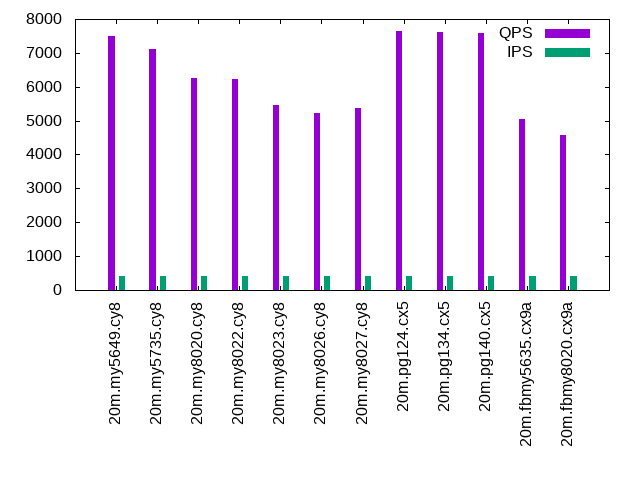 8000
7000
6000
5000
4000
3000
2000
1000
0
QPS
IPS
20m.my5649.cy8
20m.my5735.cy8
20m.my8020.cy8
20m.my8022.cy8
20m.my8023.cy8
20m.my8026.cy8
20m.my8027.cy8
20m.pg124.cx5
20m.pg134.cx5
20m.pg140.cx5
20m.fbmy5635.cx9a
20m.fbmy8020.cx9a